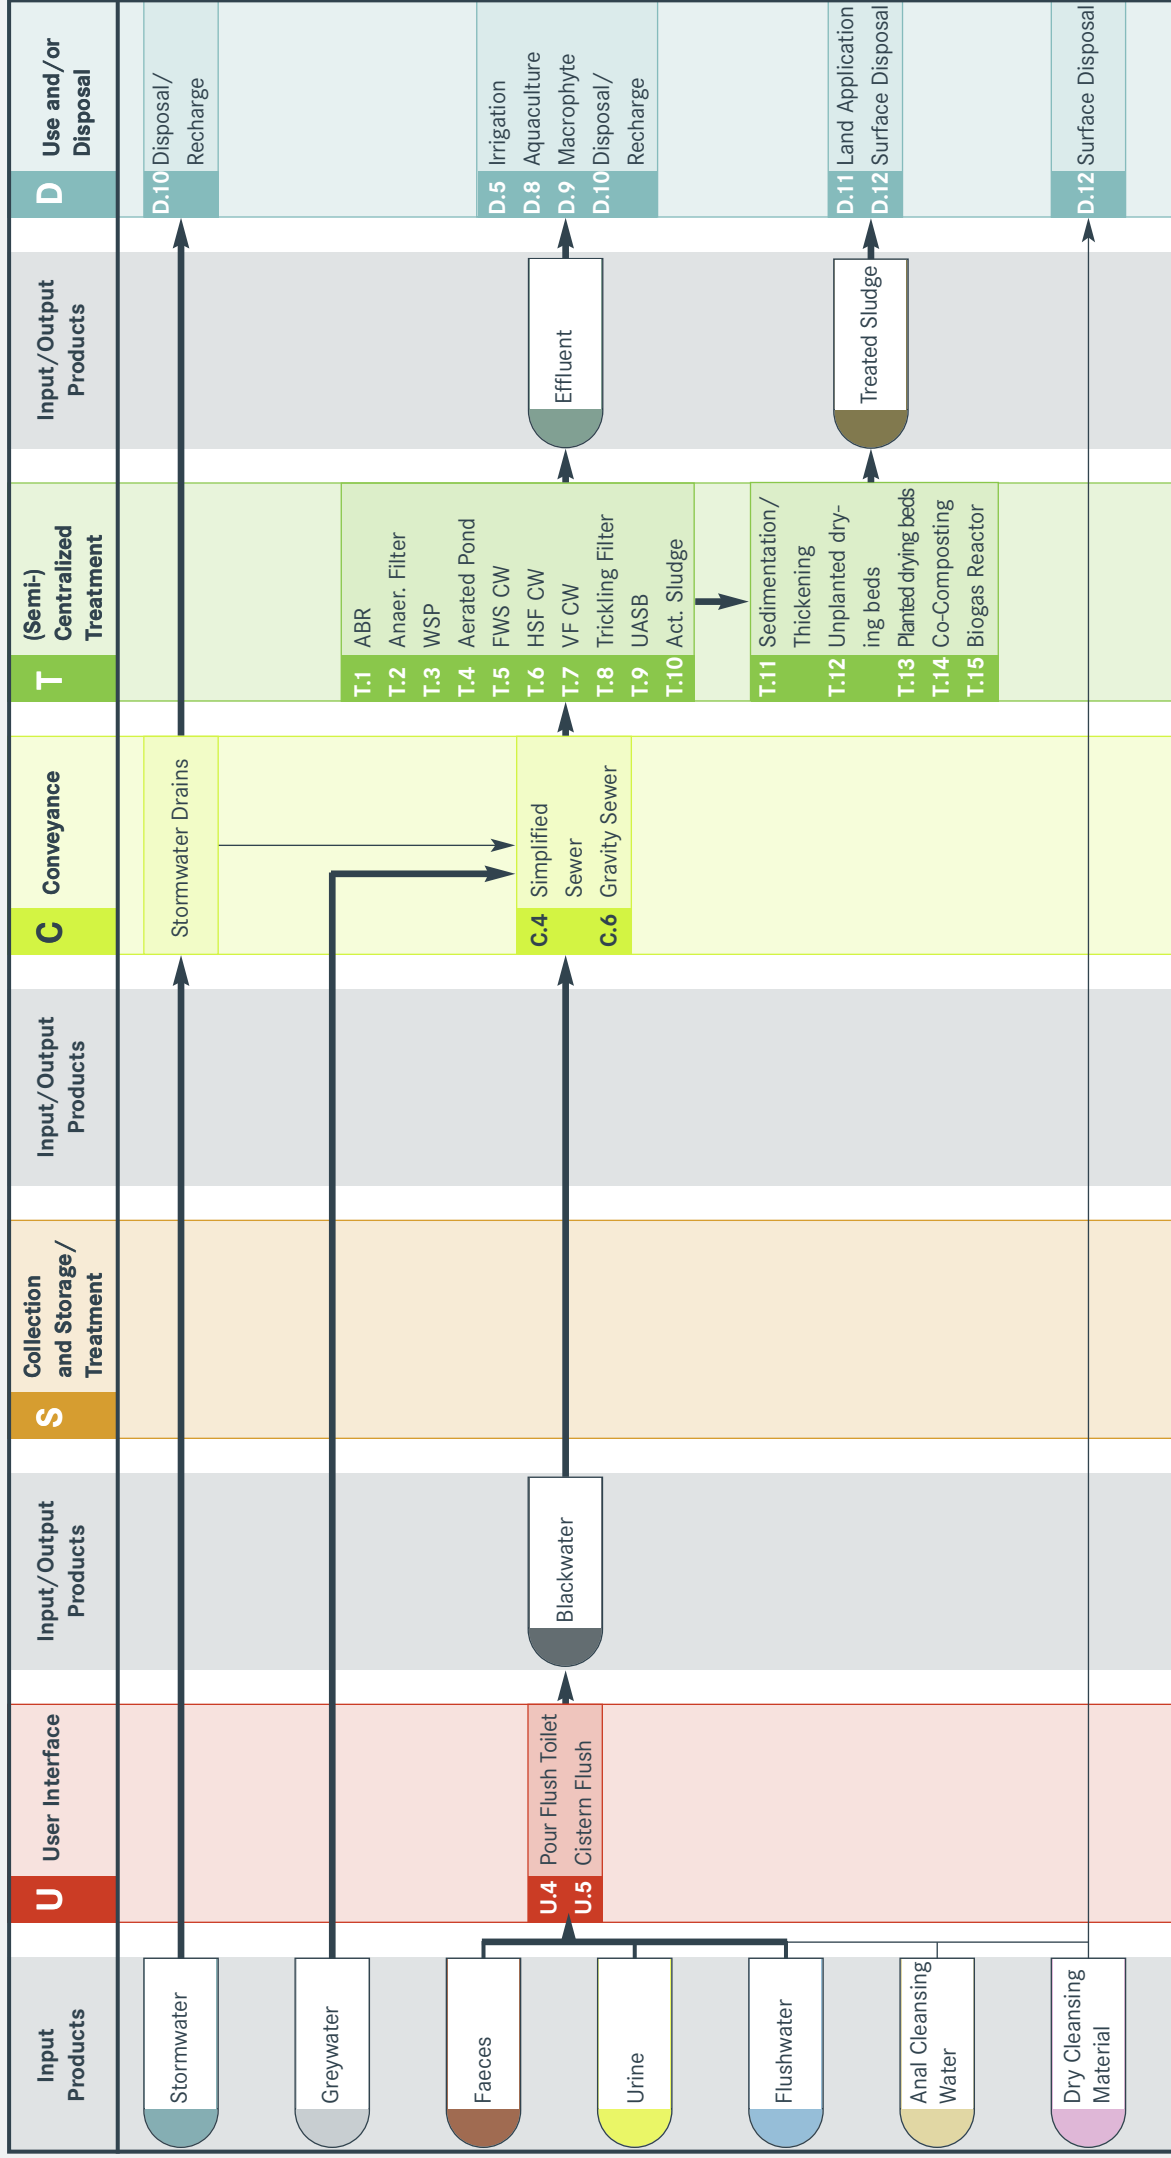 Input
Products
U
User Interface
Input/Output
Products
S
Collection
and Storage/
Treatment
Input/Output
Products
C
Conveyance
(Semi-)
T
Centralized
Treatment
Input/Output
Products
D
Use and/or
Disposal
Stormwater
Stormwater Drains
D.10 Disposal/
Recharge
Greywater
Faeces
Urine
Flushwater
Anal Cleansing
Water
Dry Cleansing
Material
U.4 Pour Flush Toilet
U.5 Cistern Flush
Blackwater
C.4 Simplified
Sewer
C.6 Gravity Sewer
T.1 ABR
T.2 Anaer. Filter
T.3 WSP
T.4 Aerated Pond
T.5 FWS CW
T.6 HSF CW
T.7 VF CW
T.8 Trickling Filter
T.9 UASB
T.10 Act. Sludge
T.11 Sedimentation/
Thickening
T.12 Unplanted dry-
ing beds
T.13 Planted drying beds
T.14 Co-Composting
T.15 Biogas Reactor
Effluent
Treated Sludge
D.5 Irrigation
D.8 Aquaculture
D.9 Macrophyte
D.10 Disposal/
Recharge
D.11 Land Application
D.12 Surface Disposal
D.12 Surface Disposal